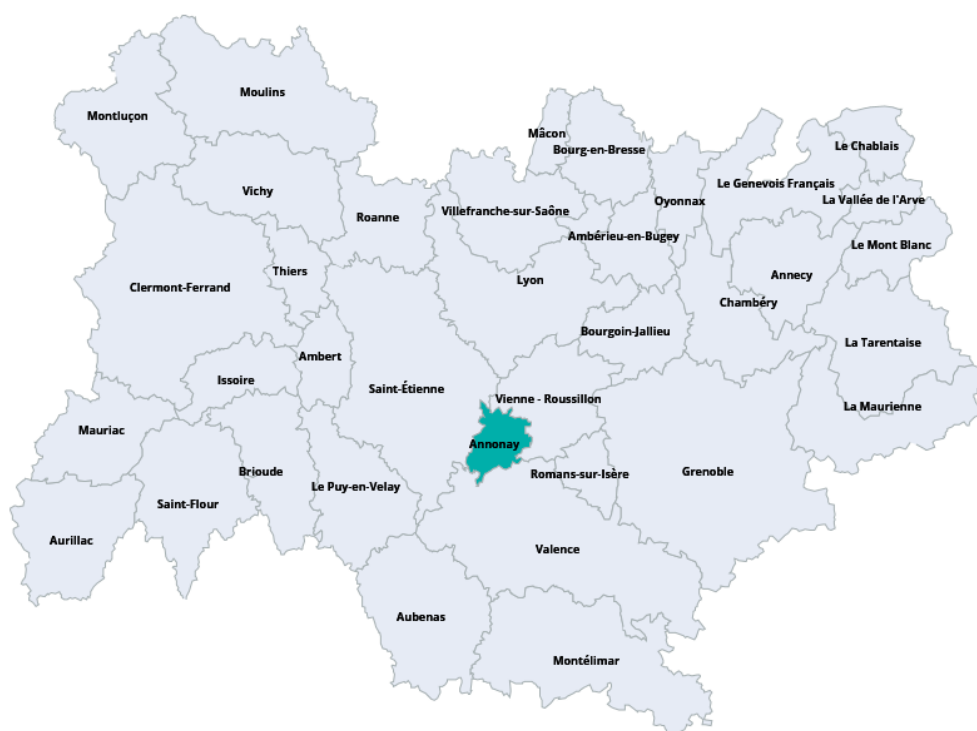 Moulins
Montluçon
Mâcon
Bourg-en-Bresse
Le Chablais
Le Genevois Français
Vichy
La Vallée de l'Arve
Oyonnax
Villefranche-sur-Saône
Roanne
Ambérieu-en-Bugey
Le Mont Blanc
Thiers
Annecy
Lyon
Clermont-Ferrand
Chambéry
Bourgoin-Jallieu
La Tarentaise
Ambert
Issoire
Saint-Étienne
Vienne - Roussillon
La Maurienne
Mauriac
Annonay
Brioude
Grenoble
Romans-sur-Isère
Le Puy-en-Velay
Saint-Flour
Aurillac
Valence
Aubenas
Montélimar